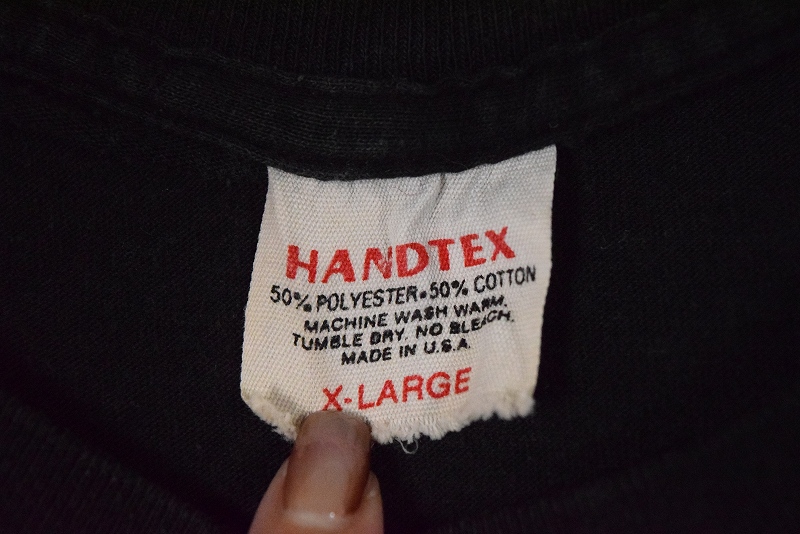 HANDTEX
50% POLYESTER • 50% COTTON
MACHINE WASH WARM.
TUMBLE DRY. NO BLEACH.
MADE IN U.S.A.
X-LARGE